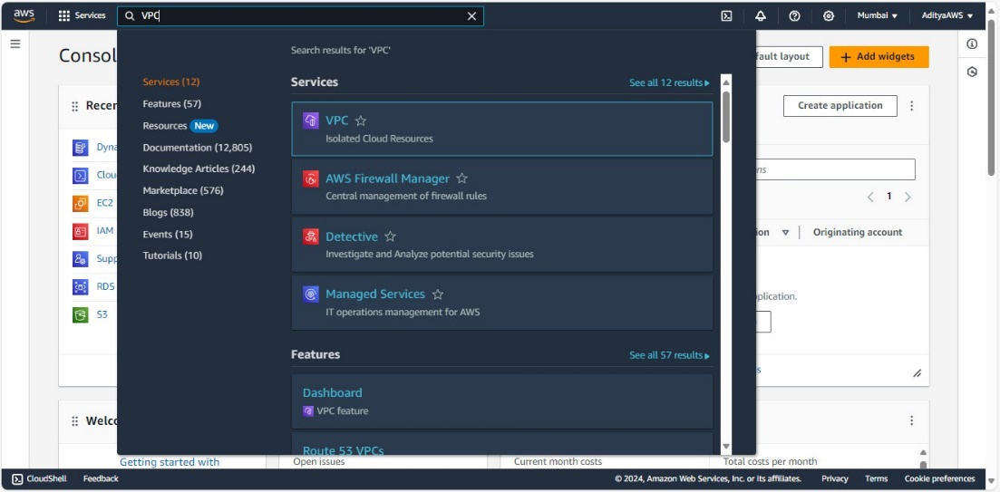 aws
Services
VPC
Mumbai
AdityaAWS
Search results for 'VPC'
Services (12)
Features (57)
Resources New
Documentation (12,805)
Knowledge Articles (244)
Marketplace (576)
Blogs (838)
Events (15)
Tutorials (10)
Services
See all 12 results
VPC
Isolated Cloud Resources
AWS Firewall Manager
Central management of firewall rules
Detective
Investigate and Analyze potential security issues
Managed Services
IT operations management for AWS
Features
See all 57 results
Dashboard
VPC feature
Route 53 VPCs
Consol
fault layout
Add widgets
Recer
Create application
Dyna
Cloud
EC2
IAM
Supp
RDS
S3
ons
1
ion
Originating account
plication.
s
Welco
Getting started with
Open issues
Current month costs
Total costs per month
CloudShell
Feedback
© 2024, Amazon Web Services, Inc. or its affiliates.
Privacy
Terms
Cookie preferences